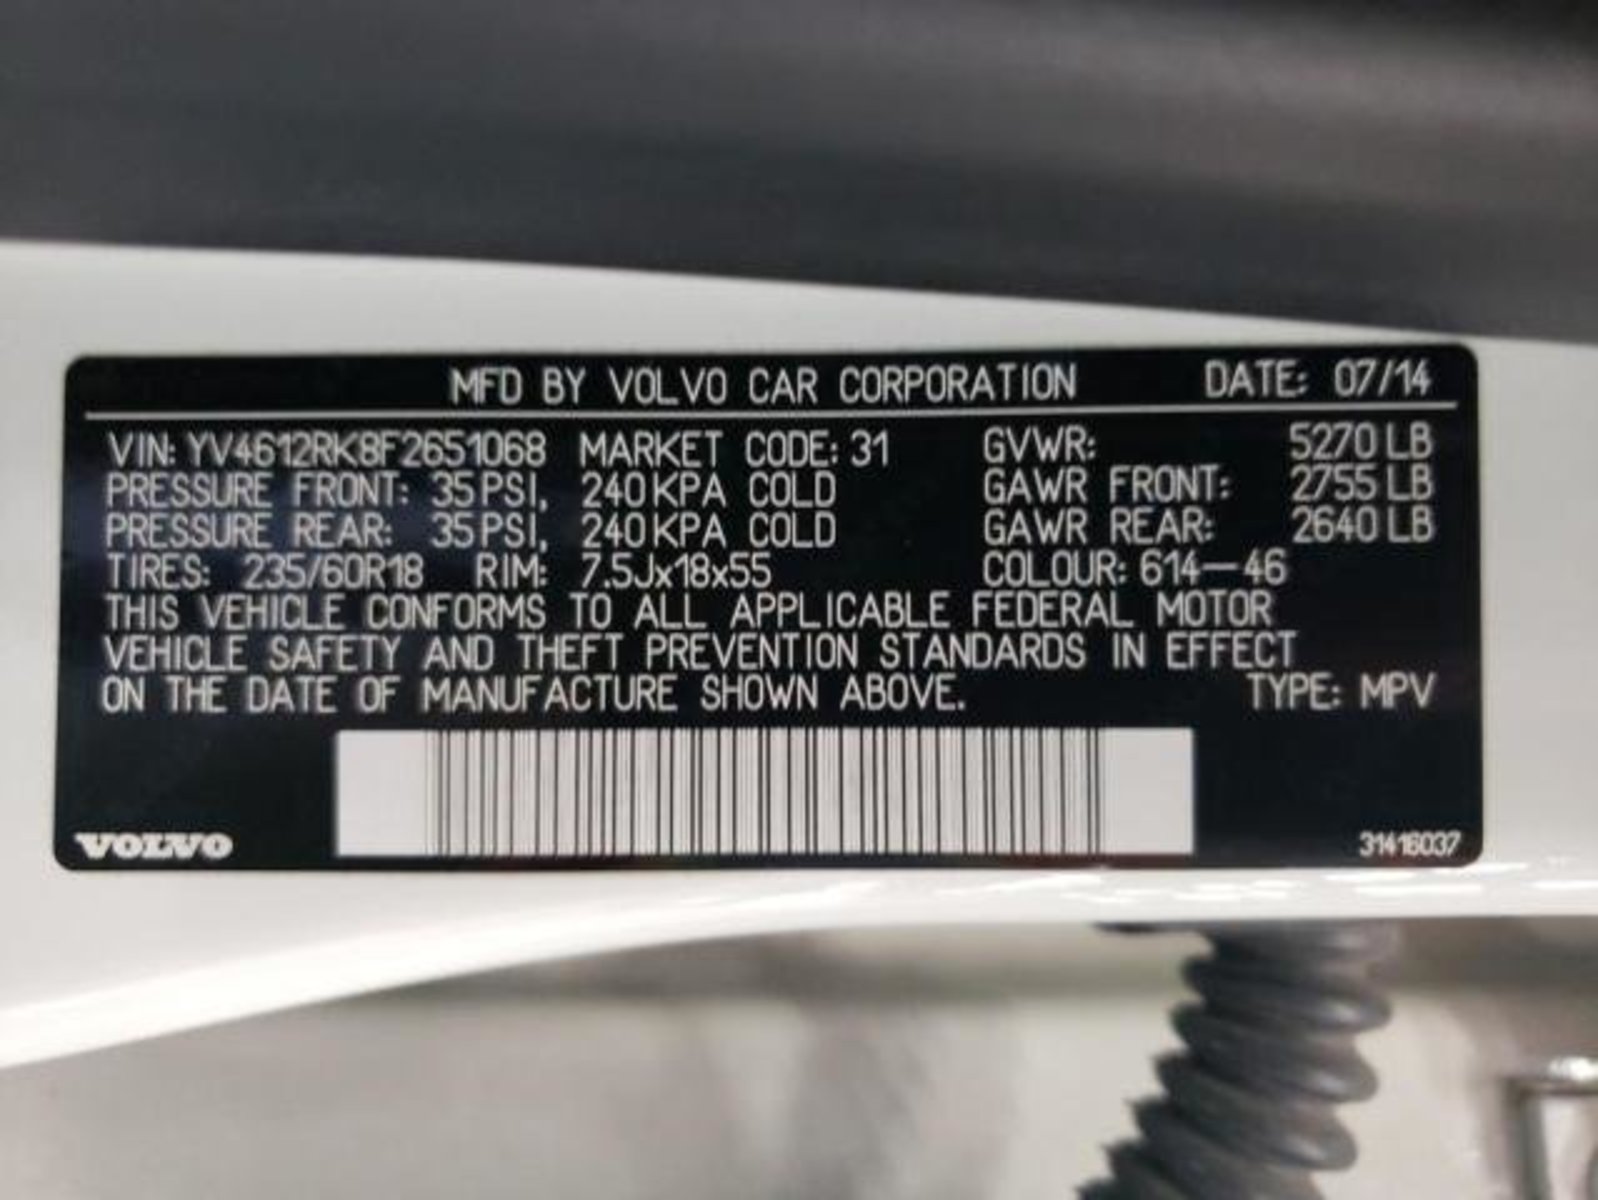 MFD BY VOLVO CAR CORPORATION DATE: 07/14
VIN: YV4612RK8F2651068 MARKET CODE: 31 GVWR: 5270 LB
PRESSURE FRONT: 35 PSI, 240 KPA COLD GAWR FRONT: 2755 LB
PRESSURE REAR: 35 PSI, 240 KPA COLD GAWR REAR: 2640 LB
TIRES: 235/60R18 RIM: 7.5Jx18x55 COLOUR: 614-46
THIS VEHICLE CONFORMS TO ALL APPLICABLE FEDERAL MOTOR
VEHICLE SAFETY AND THEFT PREVENTION STANDARDS IN EFFECT
ON THE DATE OF MANUFACTURE SHOWN ABOVE. TYPE: MPV
VOLVO 31416037